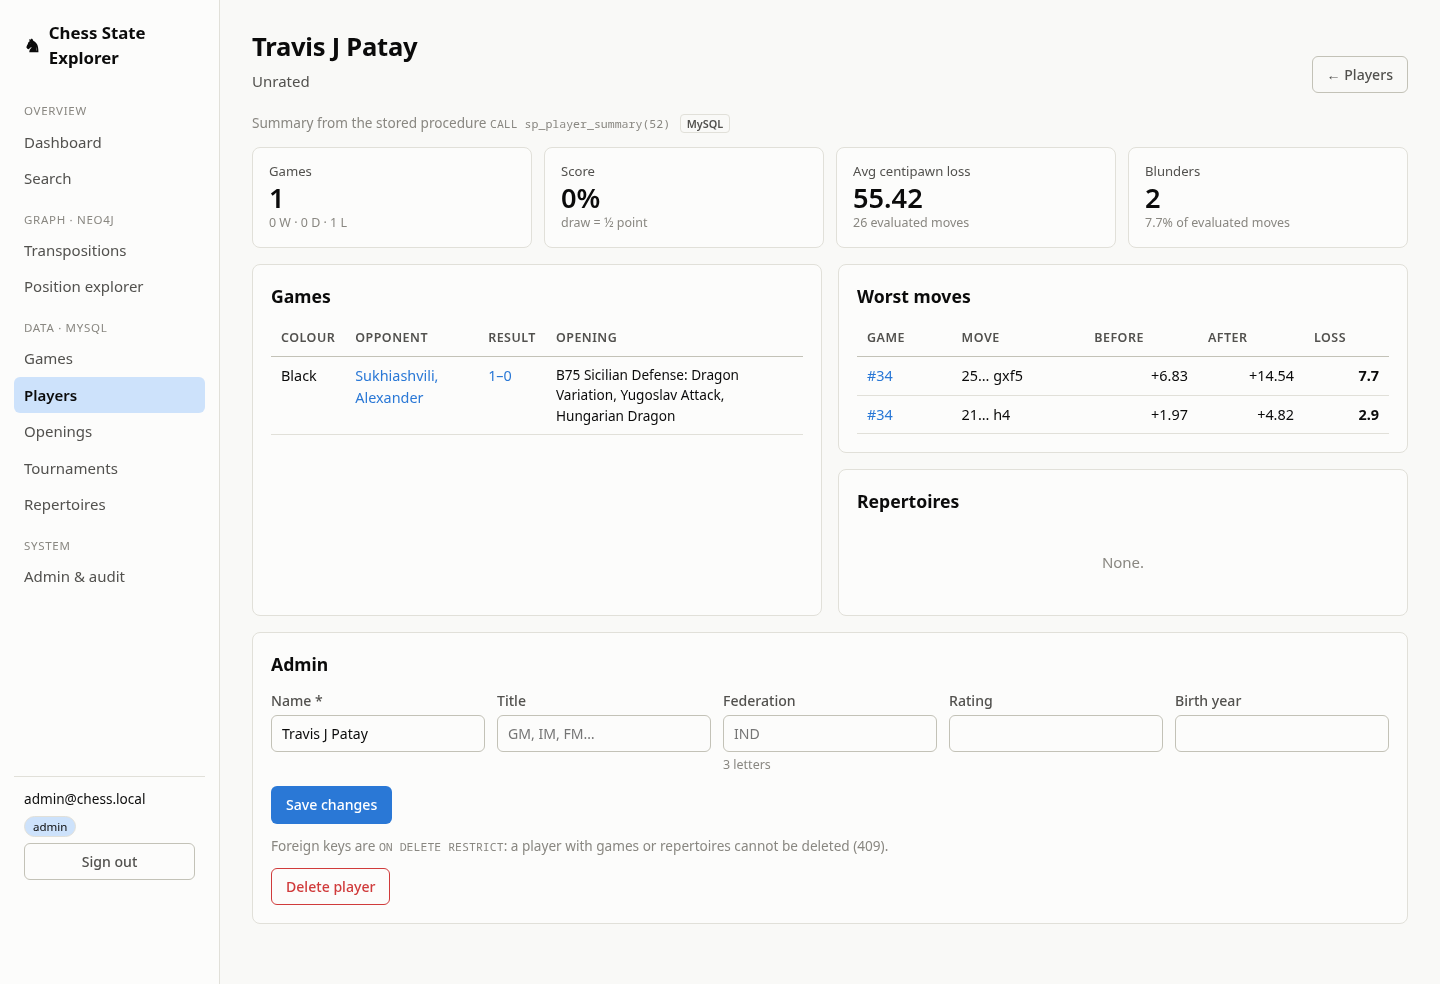 ♞ Chess State
Explorer
OVERVIEW
Dashboard
Search
GRAPH · NEO4J
Transpositions
Position explorer
DATA · MYSQL
Games
Players
Openings
Tournaments
Repertoires
SYSTEM
Admin & audit
admin@chess.local
admin
Sign out
Travis J Patay
Unrated
← Players
Summary from the stored procedure CALL sp_player_summary(52) MySQL
Games
1
0 W · 0 D · 1 L
Score
0%
draw = ½ point
Avg centipawn loss
55.42
26 evaluated moves
Blunders
2
7.7% of evaluated moves
Games
COLOUR OPPONENT RESULT OPENING
Black Sukhiashvili, 1–0 B75 Sicilian Defense: Dragon
Alexander Variation, Yugoslav Attack,
Hungarian Dragon
Worst moves
GAME MOVE BEFORE AFTER LOSS
#34 25… gxf5 +6.83 +14.54 7.7
#34 21… h4 +1.97 +4.82 2.9
Repertoires
None.
Admin
Name * Title Federation Rating Birth year
Travis J Patay GM, IM, FM… IND
3 letters
Save changes
Foreign keys are ON DELETE RESTRICT: a player with games or repertoires cannot be deleted (409).
Delete player